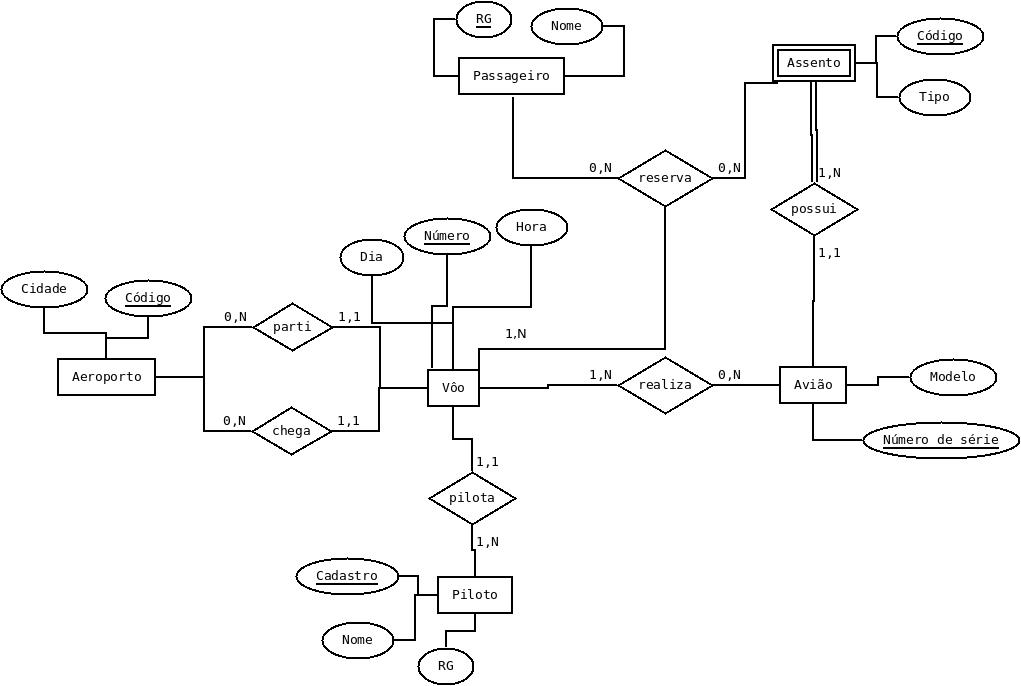 RG
Nome
Passageiro
Assento
Código
Tipo
0,N
reserva
0,N
1,N
possui
1,1
Dia
Número
Hora
Cidade
Código
0,N
parti
1,1
1,N
Aeroporto
Vôo
1,N
realiza
0,N
Avião
Modelo
0,N
chega
1,1
Número de série
1,1
pilota
1,N
Cadastro
Piloto
Nome
RG